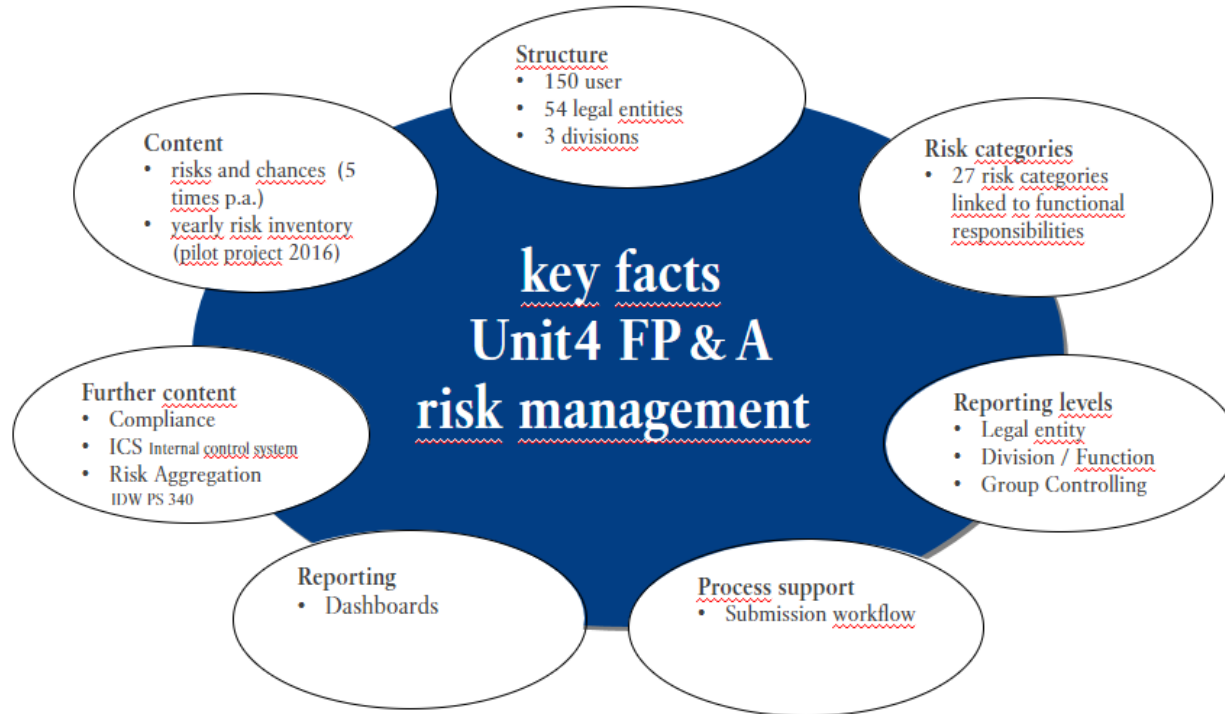 Structure
• 150 user
• 54 legal entities
• 3 divisions
Content
• risks and chances (5
times p.a.)
• yearly risk inventory
(pilot project 2016)
Risk categories
• 27 risk categories
linked to functional
responsibilities
key facts
Unit4 FP & A
risk management
Further content
• Compliance
• ICS Internal control system
• Risk Aggregation
IDW PS 340
Reporting levels
• Legal entity
• Division / Function
• Group Controlling
Reporting
• Dashboards
Process support
• Submission workflow